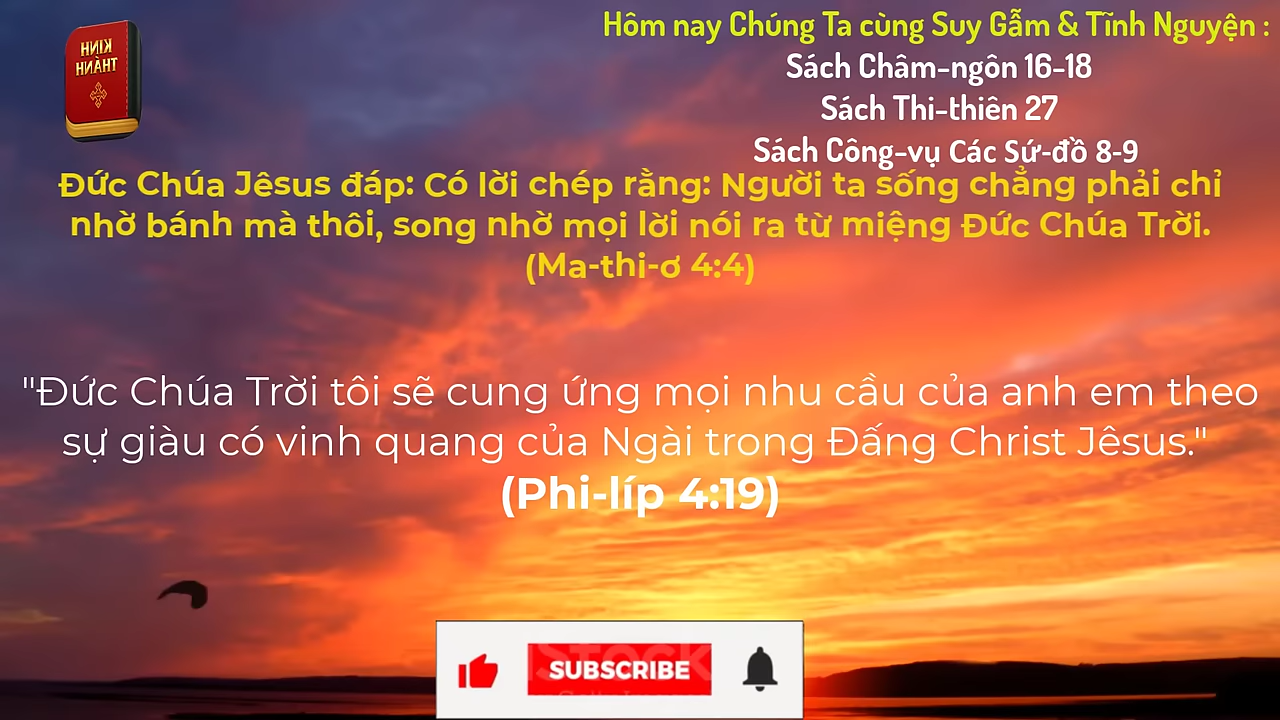 KINH
THÁNH
Hôm nay Chúng Ta cùng Suy Gẫm & Tĩnh Nguyện :
Sách Châm-ngôn 16-18
Sách Thi-thiên 27
Sách Công-vụ Các Sứ-đồ 8-9
Đức Chúa Jêsus đáp: Có lời chép rằng: Người ta sống chẳng phải chỉ
nhờ bánh mà thôi, song nhờ mọi lời nói ra từ miệng Đức Chúa Trời.
(Ma-thi-ơ 4:4)
"Đức Chúa Trời tôi sẽ cung ứng mọi nhu cầu của anh em theo
sự giàu có vinh quang của Ngài trong Đấng Christ Jêsus."
(Phi-líp 4:19)
SUBSCRIBE